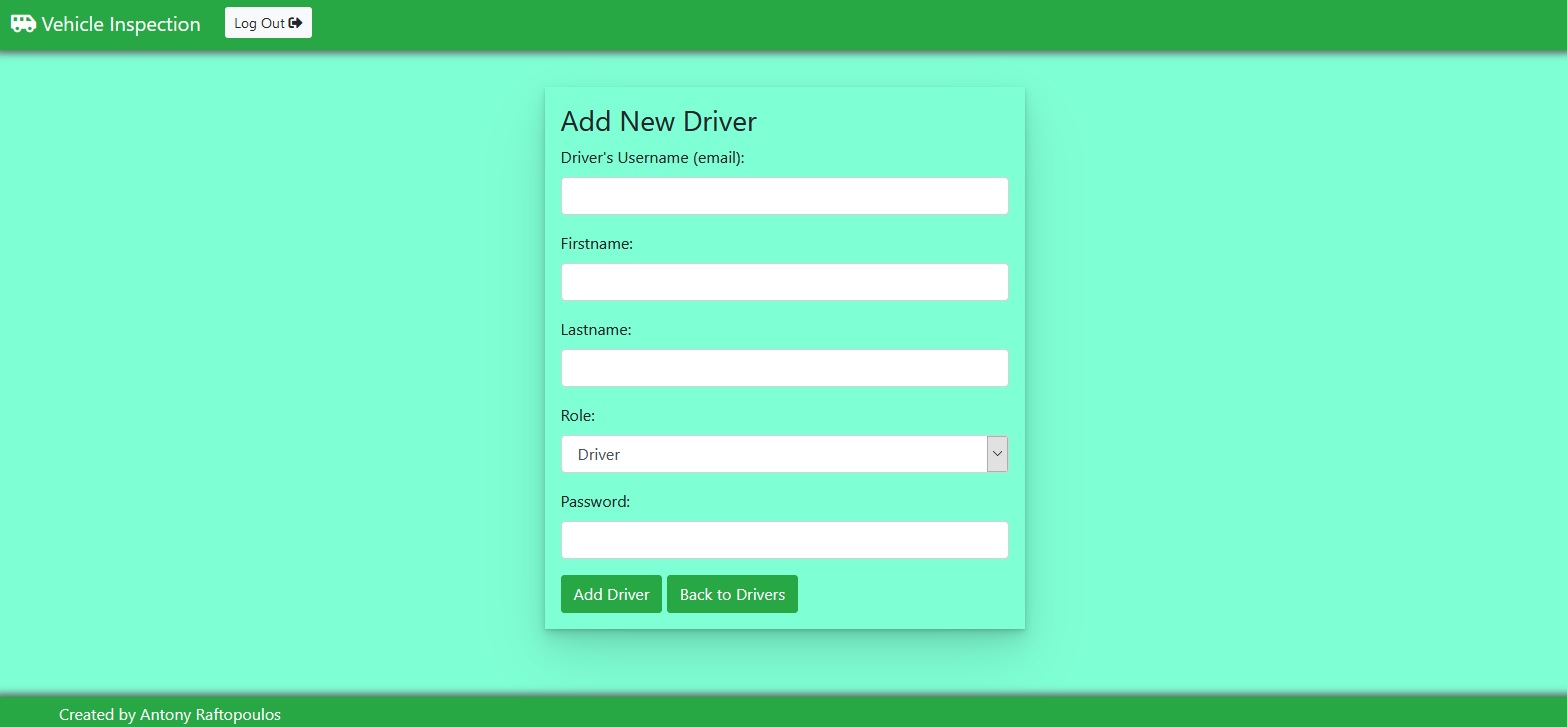 Vehicle Inspection Log Out
Add New Driver
Driver's Username (email):
Firstname:
Lastname:
Role:
Driver
Password:
Add Driver Back to Drivers
Created by Antony Raftopoulos